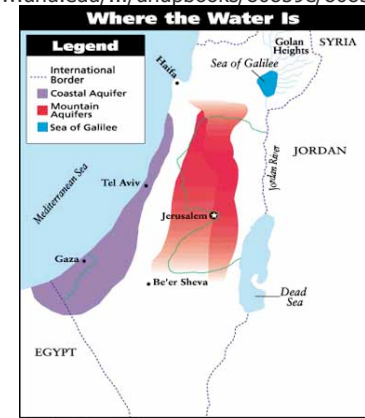 Where the Water Is
Legend
International
Border
Coastal Aquifer
Mountain
Aquifers
Sea of Galilee
Golan
Heights
SYRIA
Sea of Galilee
Haifa
JORDAN
Jordan River
Mediterranean Sea
Tel Aviv
Jerusalem
Gaza
Be'er Sheva
Dead
Sea
EGYPT